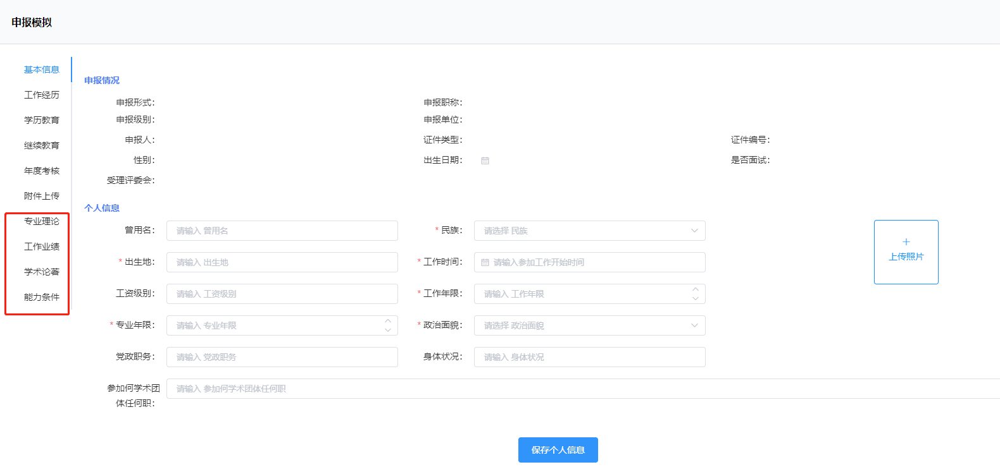 申报模拟
基本信息
工作经历
学历教育
继续教育
年度考核
附件上传
专业理论
工作业绩
学术论著
能力条件
申报情况
申报形式: 申报职称:
申报级别: 申报单位:
申报人: 证件类型: 证件编号:
性别: 出生日期: 是否面试:
受理评委会:
个人信息
曾用名: 请输入 曾用名 * 民族: 请选择 民族
* 出生地: 请输入 出生地 * 工作时间: 请输入参加工作开始时间
工资级别: 请输入 工资级别 * 工作年限: 请输入 工作年限
* 专业年限: 请输入 专业年限 * 政治面貌: 请选择 政治面貌
党政职务: 请输入 党政职务 身体状况: 请输入 身体状况
参加何学术团
体任何职: 请输入 参加何学术团体任何职
+
上传照片
保存个人信息